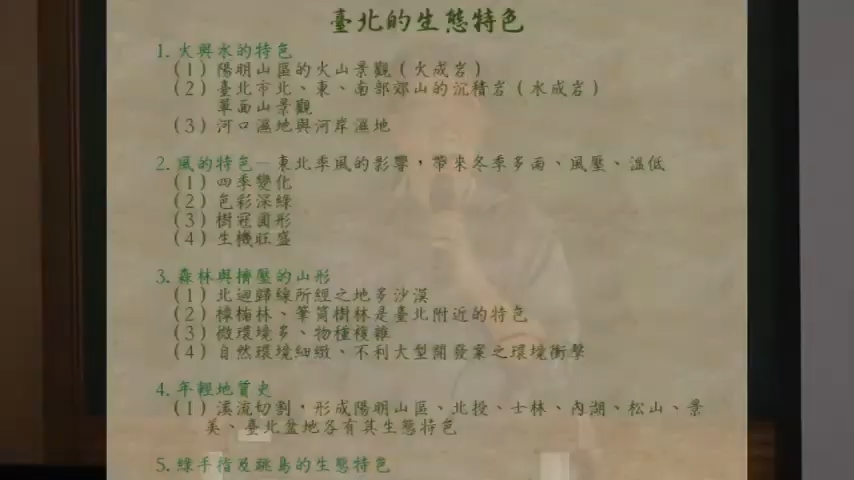 臺北的生態特色
1. 火與水的特色
(1) 陽明山區的火山景觀(火成岩)
(2) 臺北市北、東、南部郊山的沉積岩(水成岩)
單面山景觀
(3) 河口濕地與河岸濕地
2. 風的特色—東北季風的影響，帶來冬季多雨、風壓、溫低
(1) 四季變化
(2) 色彩深綠
(3) 樹冠圓形
(4) 生機旺盛
3. 森林與擠壓的山形
(1) 北迴歸線所經之地多沙漠
(2) 樟楠林、筆筒樹林是臺北附近的特色
(3) 微環境多、物種複雜
(4) 自然環境細緻、不利大型開發案之環境衝擊
4. 年輕地質史
(1) 溪流切割，形成陽明山區、北投、士林、內湖、松山、景
美、臺北盆地各有其生態特色
5. 綠手指及跳島的生態特色